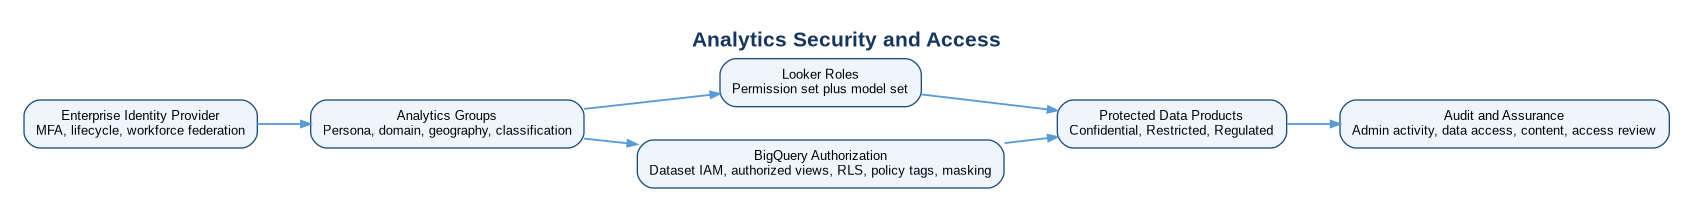 Analytics Security and Access
Enterprise Identity Provider
MFA, lifecycle, workforce federation
Analytics Groups
Persona, domain, geography, classification
Looker Roles
Permission set plus model set
BigQuery Authorization
Dataset IAM, authorized views, RLS, policy tags, masking
Protected Data Products
Confidential, Restricted, Regulated
Audit and Assurance
Admin activity, data access, content, access review